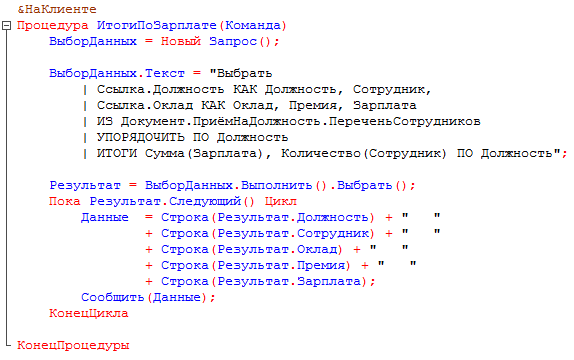 &НаКлиенте
Процедура ИтогиПоЗарплате(Команда)
ВыборДанных = Новый Запрос();
ВыборДанных.Текст = "Выбрать
| Ссылка.Должность КАК Должность, Сотрудник,
| Ссылка.Оклад КАК Оклад, Премия, Зарплата
| ИЗ Документ.ПриёмНаДолжность.ПереченьСотрудников
| УПОРЯДОЧИТЬ ПО Должность
| ИТОГИ Сумма(Зарплата), Количество(Сотрудник) ПО Должность";
Результат = ВыборДанных.Выполнить().Выбрать();
Пока Результат.Следующий() Цикл
Данные  = Строка(Результат.Должность) + "   "
+ Строка(Результат.Сотрудник) + "   "
+ Строка(Результат.Оклад) + "   "
+ Строка(Результат.Премия) + "   "
+ Строка(Результат.Зарплата);
Сообщить(Данные);
КонецЦикла
КонецПроцедуры